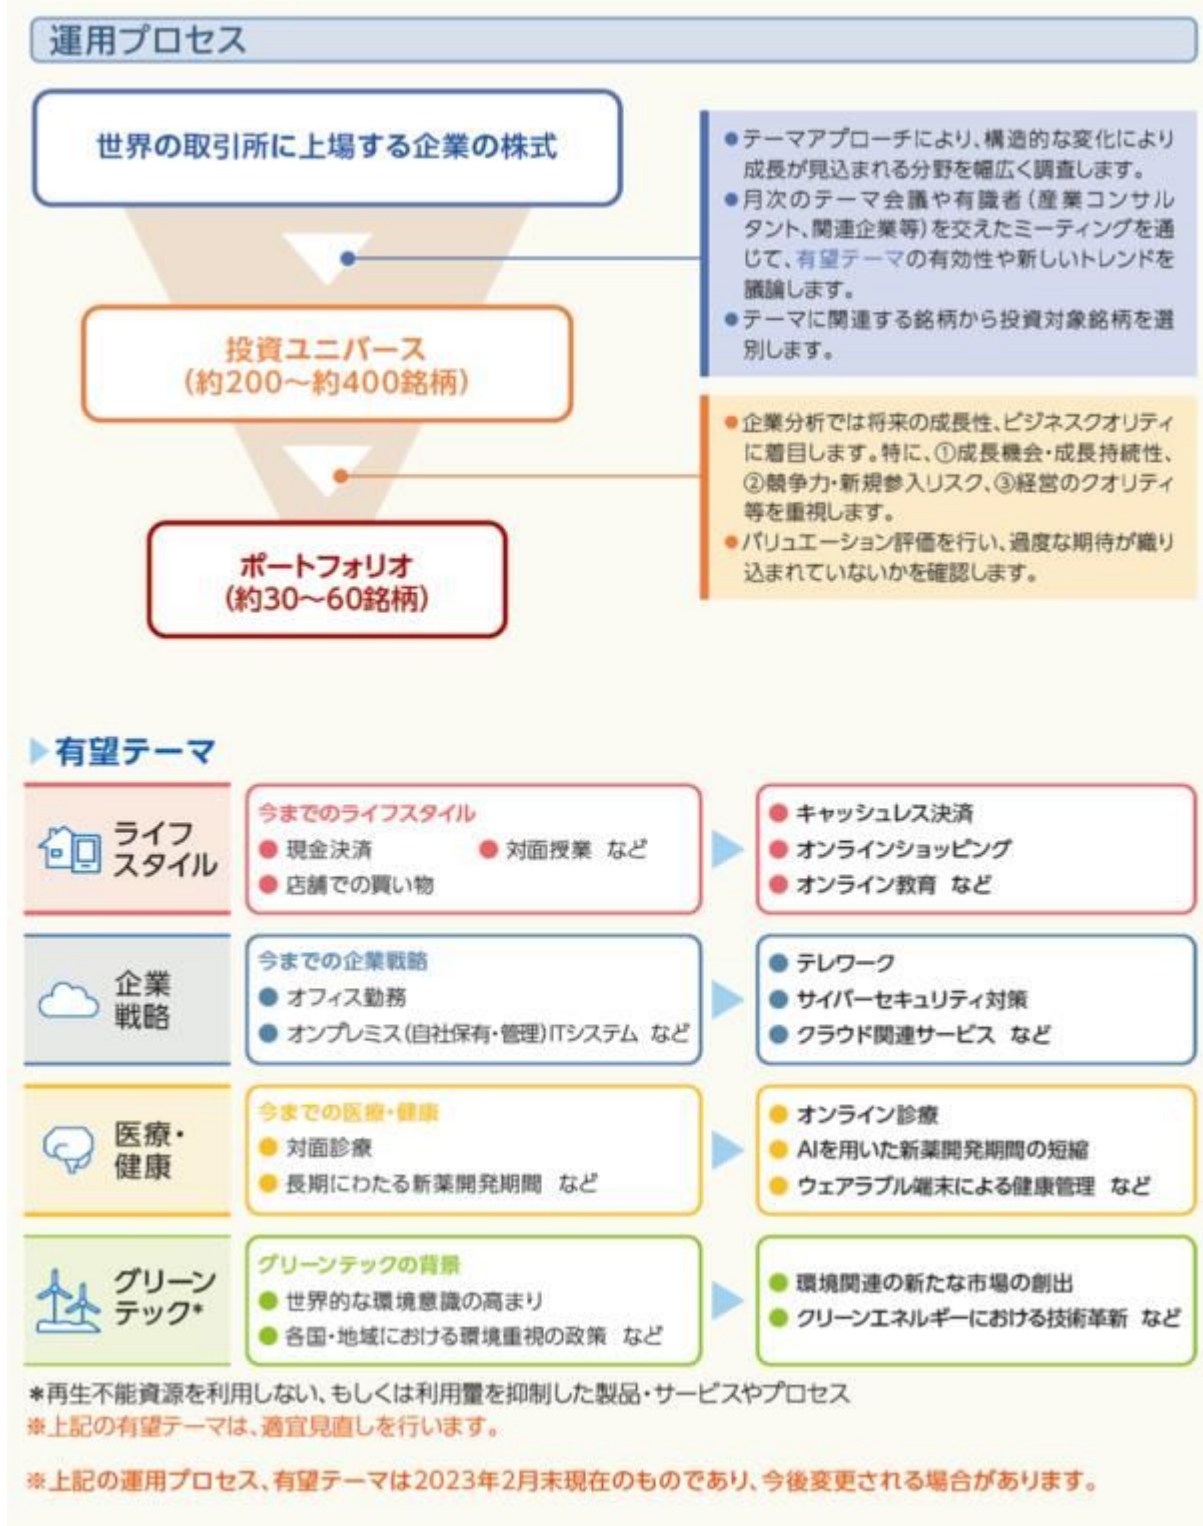 運用プロセス
世界の取引所に上場する企業の株式
●テーマアプローチにより、構造的な変化により
成長が見込まれる分野を幅広く調査します。
●月次のテーマ会議や有識者(産業コンサル
タント、関連企業等)を交えたミーティングを通
じて、有望テーマの有効性や新しいトレンドを
議論します。
●テーマに関連する銘柄から投資対象銘柄を選
別します。
投資ユニバース
(約200～約400銘柄)
●企業分析では将来の成長性、ビジネスクオリティ
に着目します。特に、①成長機会・成長持続性、
②競争力・新規参入リスク、③経営のクオリティ
等を重視します。
●バリュエーション評価を行い、過度な期待が織り
込まれていないかを確認します。
ポートフォリオ
(約30～60銘柄)
有望テーマ
ライフ
スタイル
今までのライフスタイル
●現金決済 ●対面授業 など
●店舗での買い物
●キャッシュレス決済
●オンラインショッピング
●オンライン教育 など
企業
戦略
今までの企業戦略
●オフィス勤務
●オンプレミス(自社保有・管理)ITシステム など
●テレワーク
●サイバーセキュリティ対策
●クラウド関連サービス など
医療・
健康
今までの医療・健康
●対面診療
●長期にわたる新薬開発期間 など
●オンライン診療
●AIを用いた新薬開発期間の短縮
●ウェアラブル端末による健康管理 など
グリーン
テック*
グリーンテックの背景
●世界的な環境意識の高まり
●各国・地域における環境重視の政策 など
●環境関連の新たな市場の創出
●クリーンエネルギーにおける技術革新 など
*再生不能資源を利用しない、もしくは利用量を抑制した製品・サービスやプロセス
※上記の有望テーマは、適宜見直しを行います。
※上記の運用プロセス、有望テーマは2023年2月末現在のものであり、今後変更される場合があります。